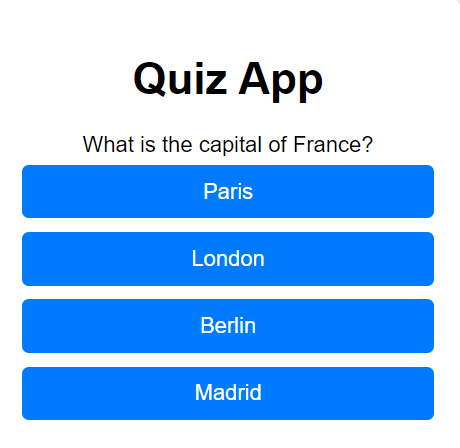 Quiz App
What is the capital of France?
Paris
London
Berlin
Madrid